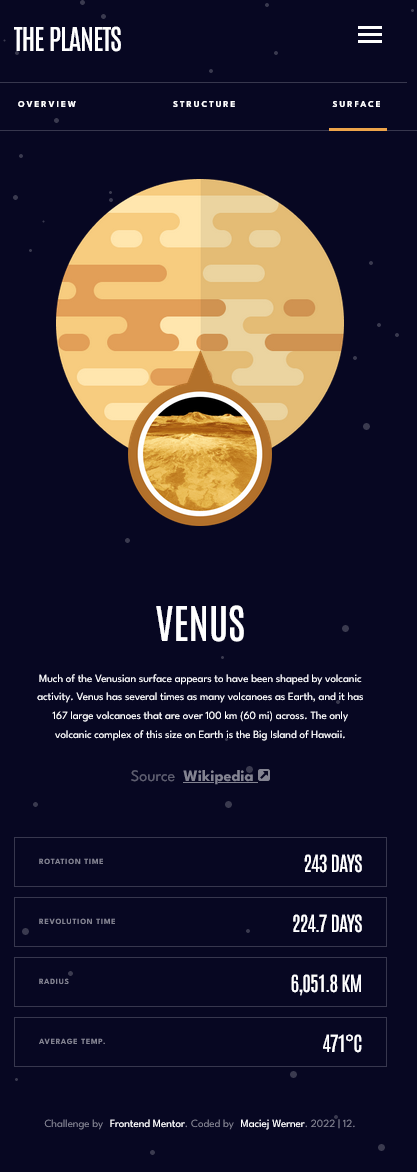 THE PLANETS
OVERVIEW STRUCTURE SURFACE
VENUS
Much of the Venusian surface appears to have been shaped by volcanic
activity. Venus has several times as many volcanoes as Earth, and it has
167 large volcanoes that are over 100 km (60 mi) across. The only
volcanic complex of this size on Earth is the Big Island of Hawaii.
Source Wikipedia
ROTATION TIME 243 DAYS
REVOLUTION TIME 224.7 DAYS
RADIUS 6,051.8 KM
AVERAGE TEMP. 471°C
Challenge by Frontend Mentor. Coded by Maciej Werner. 2022 | 12.